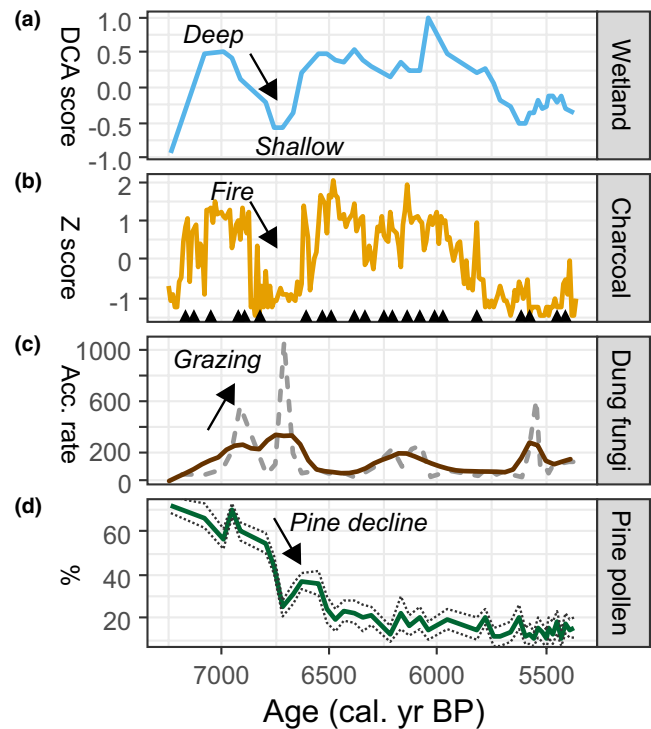 (a)
DCA score
1.0
0.5
0.0
-0.5
-1.0
Deep
Shallow
Wetland
(b)
Z score
2
1
0
-1
Fire
Charcoal
(c)
Acc. rate
1000
600
200
0
Grazing
Dung fungi
(d)
%
60
40
20
Pine decline
Pine pollen
7000 6500 6000 5500
Age (cal. yr BP)